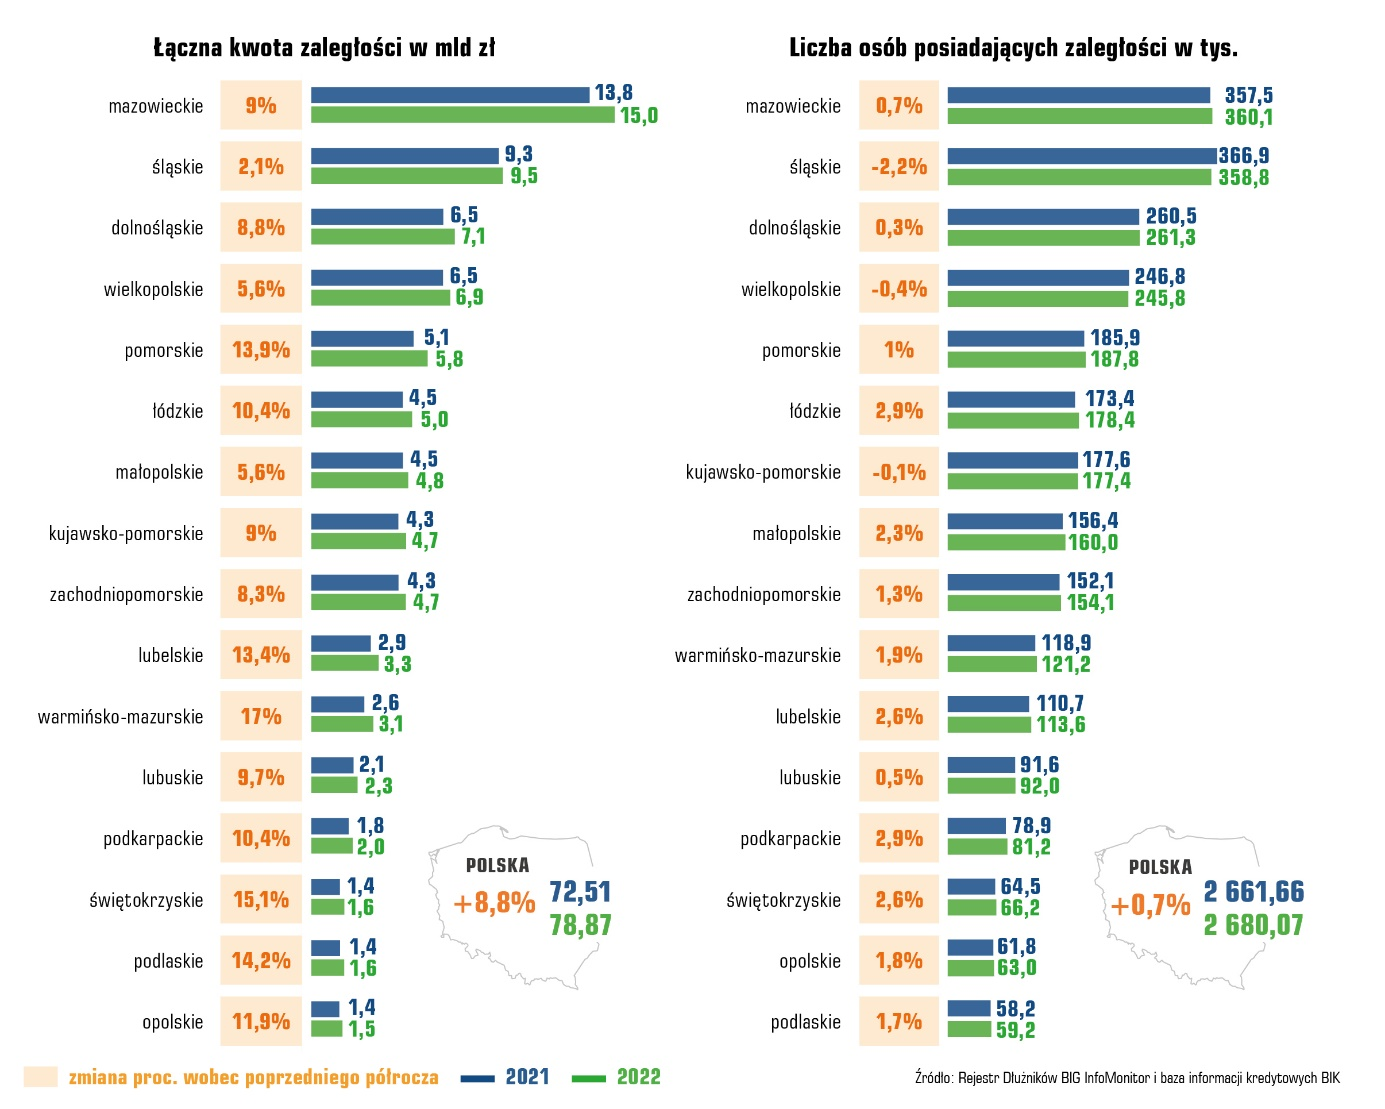 Łączna kwota zaległości w mld zł
mazowieckie 9% 13,8 15,0
śląskie 2,1% 9,3 9,5
dolnośląskie 8,8% 6,5 7,1
wielkopolskie 5,6% 6,5 6,9
pomorskie 13,9% 5,1 5,8
łódzkie 10,4% 4,5 5,0
małopolskie 5,6% 4,5 4,8
kujawsko-pomorskie 9% 4,3 4,7
zachodniopomorskie 8,3% 4,3 4,7
lubelskie 13,4% 2,9 3,3
warmińsko-mazurskie 17% 2,6 3,1
lubuskie 9,7% 2,1 2,3
podkarpackie 10,4% 1,8 2,0
świętokrzyskie 15,1% 1,4 1,6
podlaskie 14,2% 1,4 1,6
opolskie 11,9% 1,4 1,5
POLSKA
+8,8% 72,51
78,87
Liczba osób posiadających zaległości w tys.
mazowieckie 0,7% 357,5 360,1
śląskie -2,2% 366,9 358,8
dolnośląskie 0,3% 260,5 261,3
wielkopolskie -0,4% 246,8 245,8
pomorskie 1% 185,9 187,8
łódzkie 2,9% 173,4 178,4
kujawsko-pomorskie -0,1% 177,6 177,4
małopolskie 2,3% 156,4 160,0
zachodniopomorskie 1,3% 152,1 154,1
warmińsko-mazurskie 1,9% 118,9 121,2
lubelskie 2,6% 110,7 113,6
lubuskie 0,5% 91,6 92,0
podkarpackie 2,9% 78,9 81,2
świętokrzyskie 2,6% 64,5 66,2
opolskie 1,8% 61,8 63,0
podlaskie 1,7% 58,2 59,2
POLSKA
+0,7% 2 661,66
2 680,07
zmiana proc. wobec poprzedniego półrocza 2021 2022
Źródło: Rejestr Dłużników BIG InfoMonitor i baza informacji kredytowych BIK